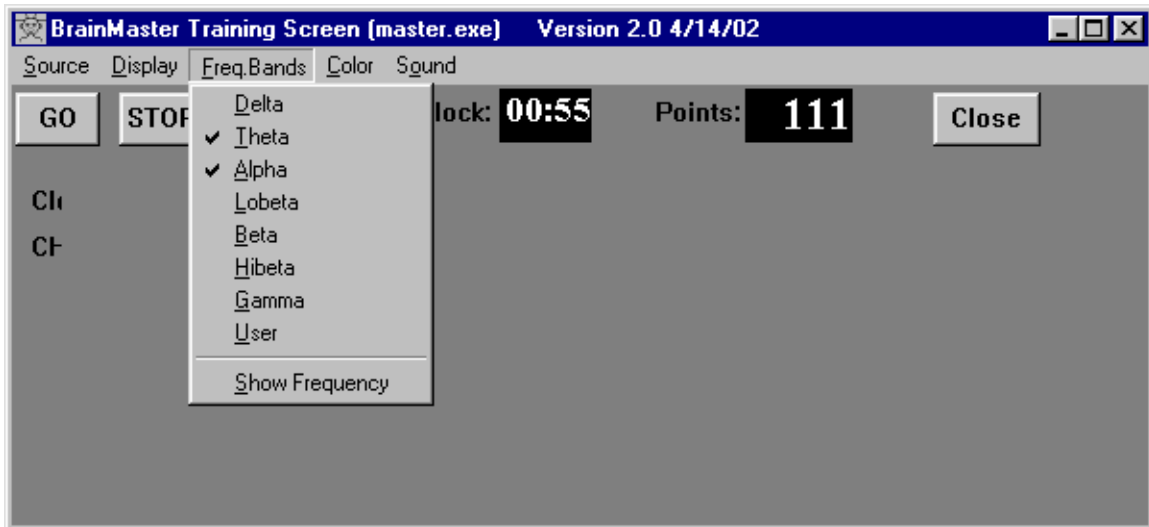 BrainMaster Training Screen (master.exe) Version 2.0 4/14/02
Source Display Freq.Bands Color Sound
GO STOP lock: 00:55 Points: 111 Close
Delta
Theta
Alpha
Lobeta
Beta
Hibeta
Gamma
User
Show Frequency